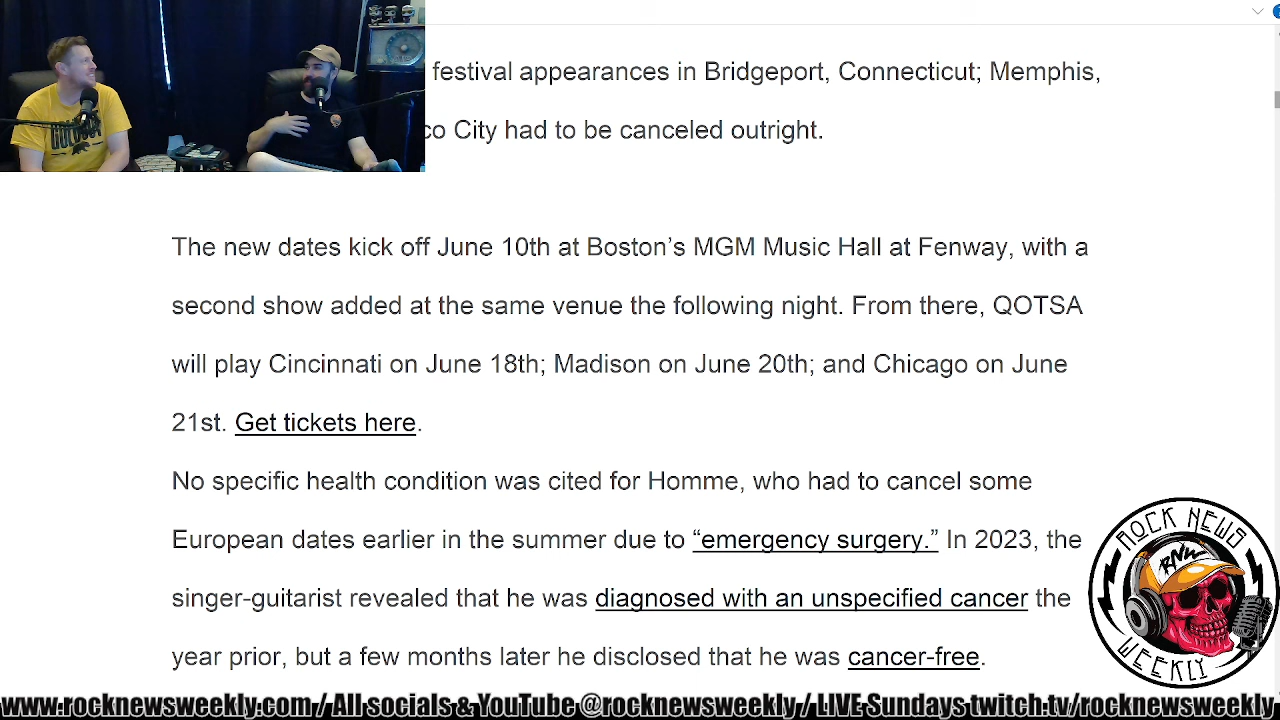 festival appearances in Bridgeport, Connecticut; Memphis,
co City had to be canceled outright.
The new dates kick off June 10th at Boston’s MGM Music Hall at Fenway, with a
second show added at the same venue the following night. From there, QOTSA
will play Cincinnati on June 18th; Madison on June 20th; and Chicago on June
21st. Get tickets here.
No specific health condition was cited for Homme, who had to cancel some
European dates earlier in the summer due to “emergency surgery.” In 2023, the
singer-guitarist revealed that he was diagnosed with an unspecified cancer the
year prior, but a few months later he disclosed that he was cancer-free.
ROCK NEWS
RNW
WEEKLY
www.rocknewsweekly.com / All socials & YouTube @rocknewsweekly / LIVE Sundays twitch.tv/rocknewsweekly